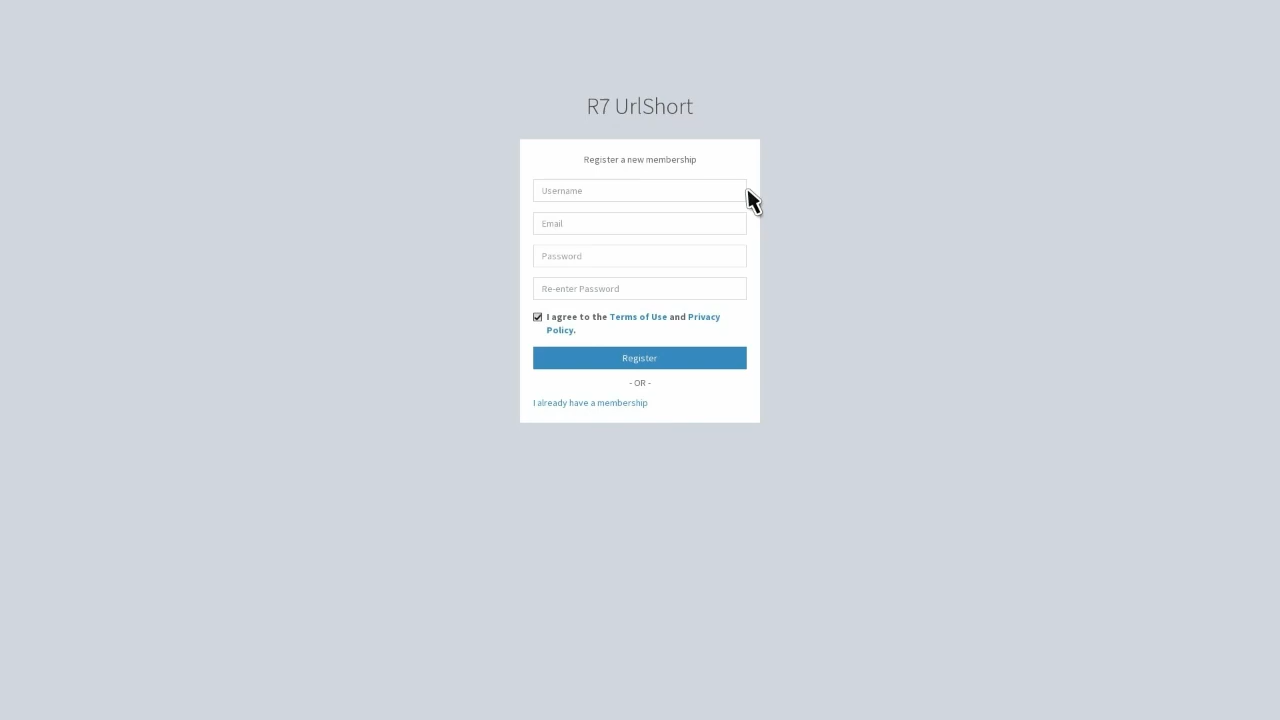 R7 UrlShort
Register a new membership
Username
Email
Password
Re-enter Password
I agree to the Terms of Use and Privacy
Policy.
Register
- OR -
I already have a membership